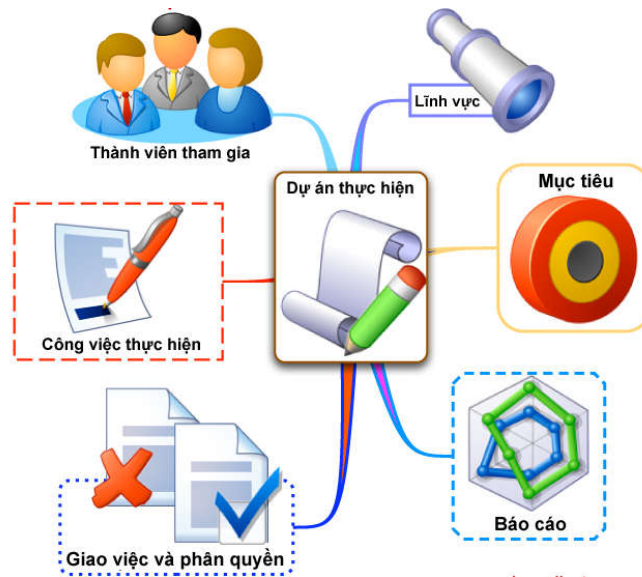 Thành viên tham gia
Lĩnh vực
Dự án thực hiện
Mục tiêu
Công việc thực hiện
Báo cáo
Giao việc và phân quyền